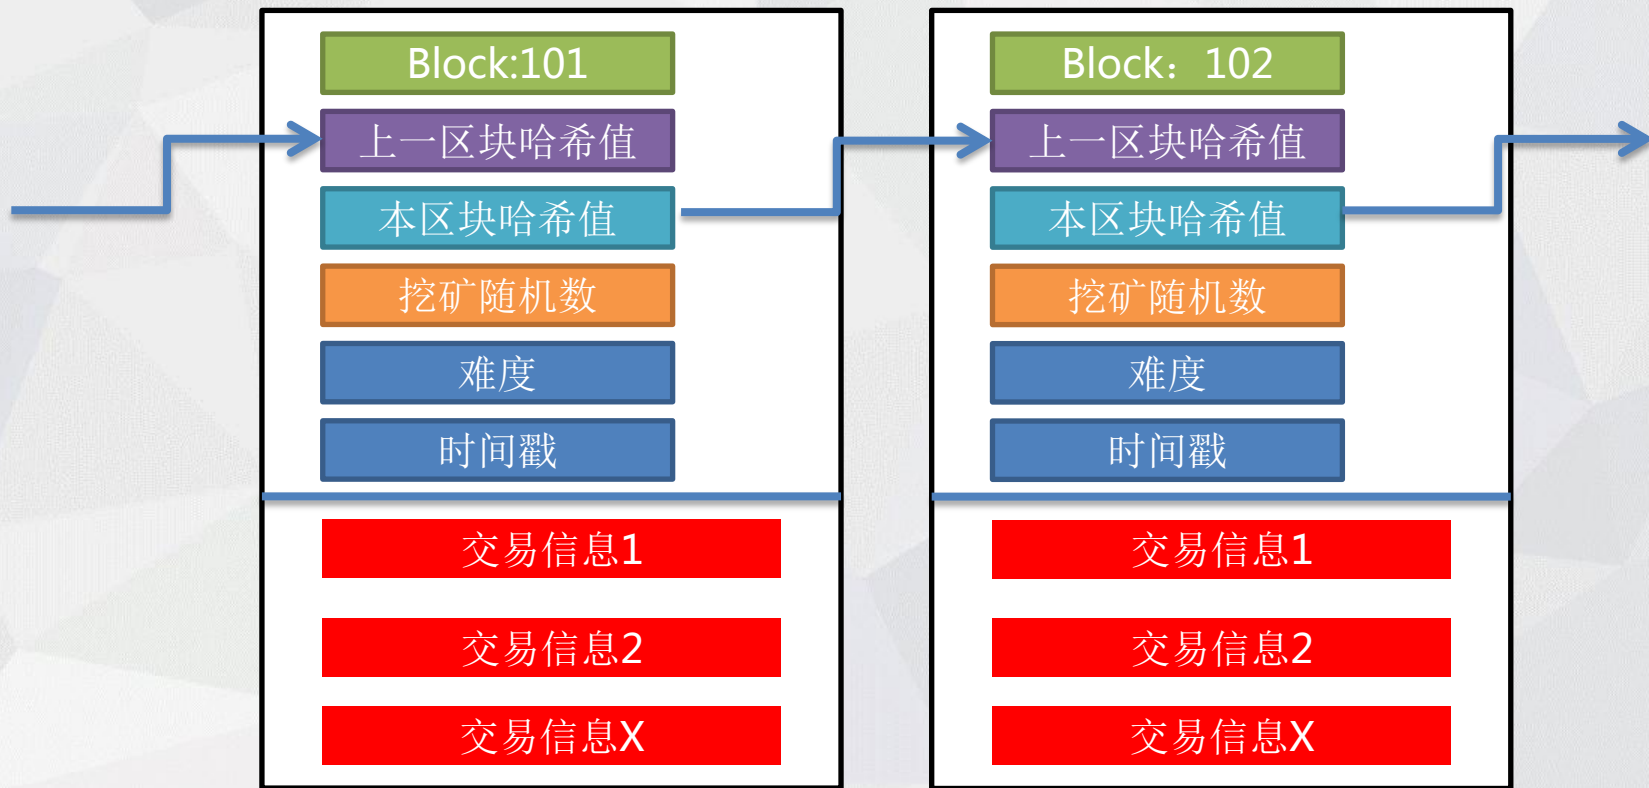 Block:101
上一区块哈希值
本区块哈希值
挖矿随机数
难度
时间戳
交易信息1
交易信息2
交易信息X
Block：102
上一区块哈希值
本区块哈希值
挖矿随机数
难度
时间戳
交易信息1
交易信息2
交易信息X